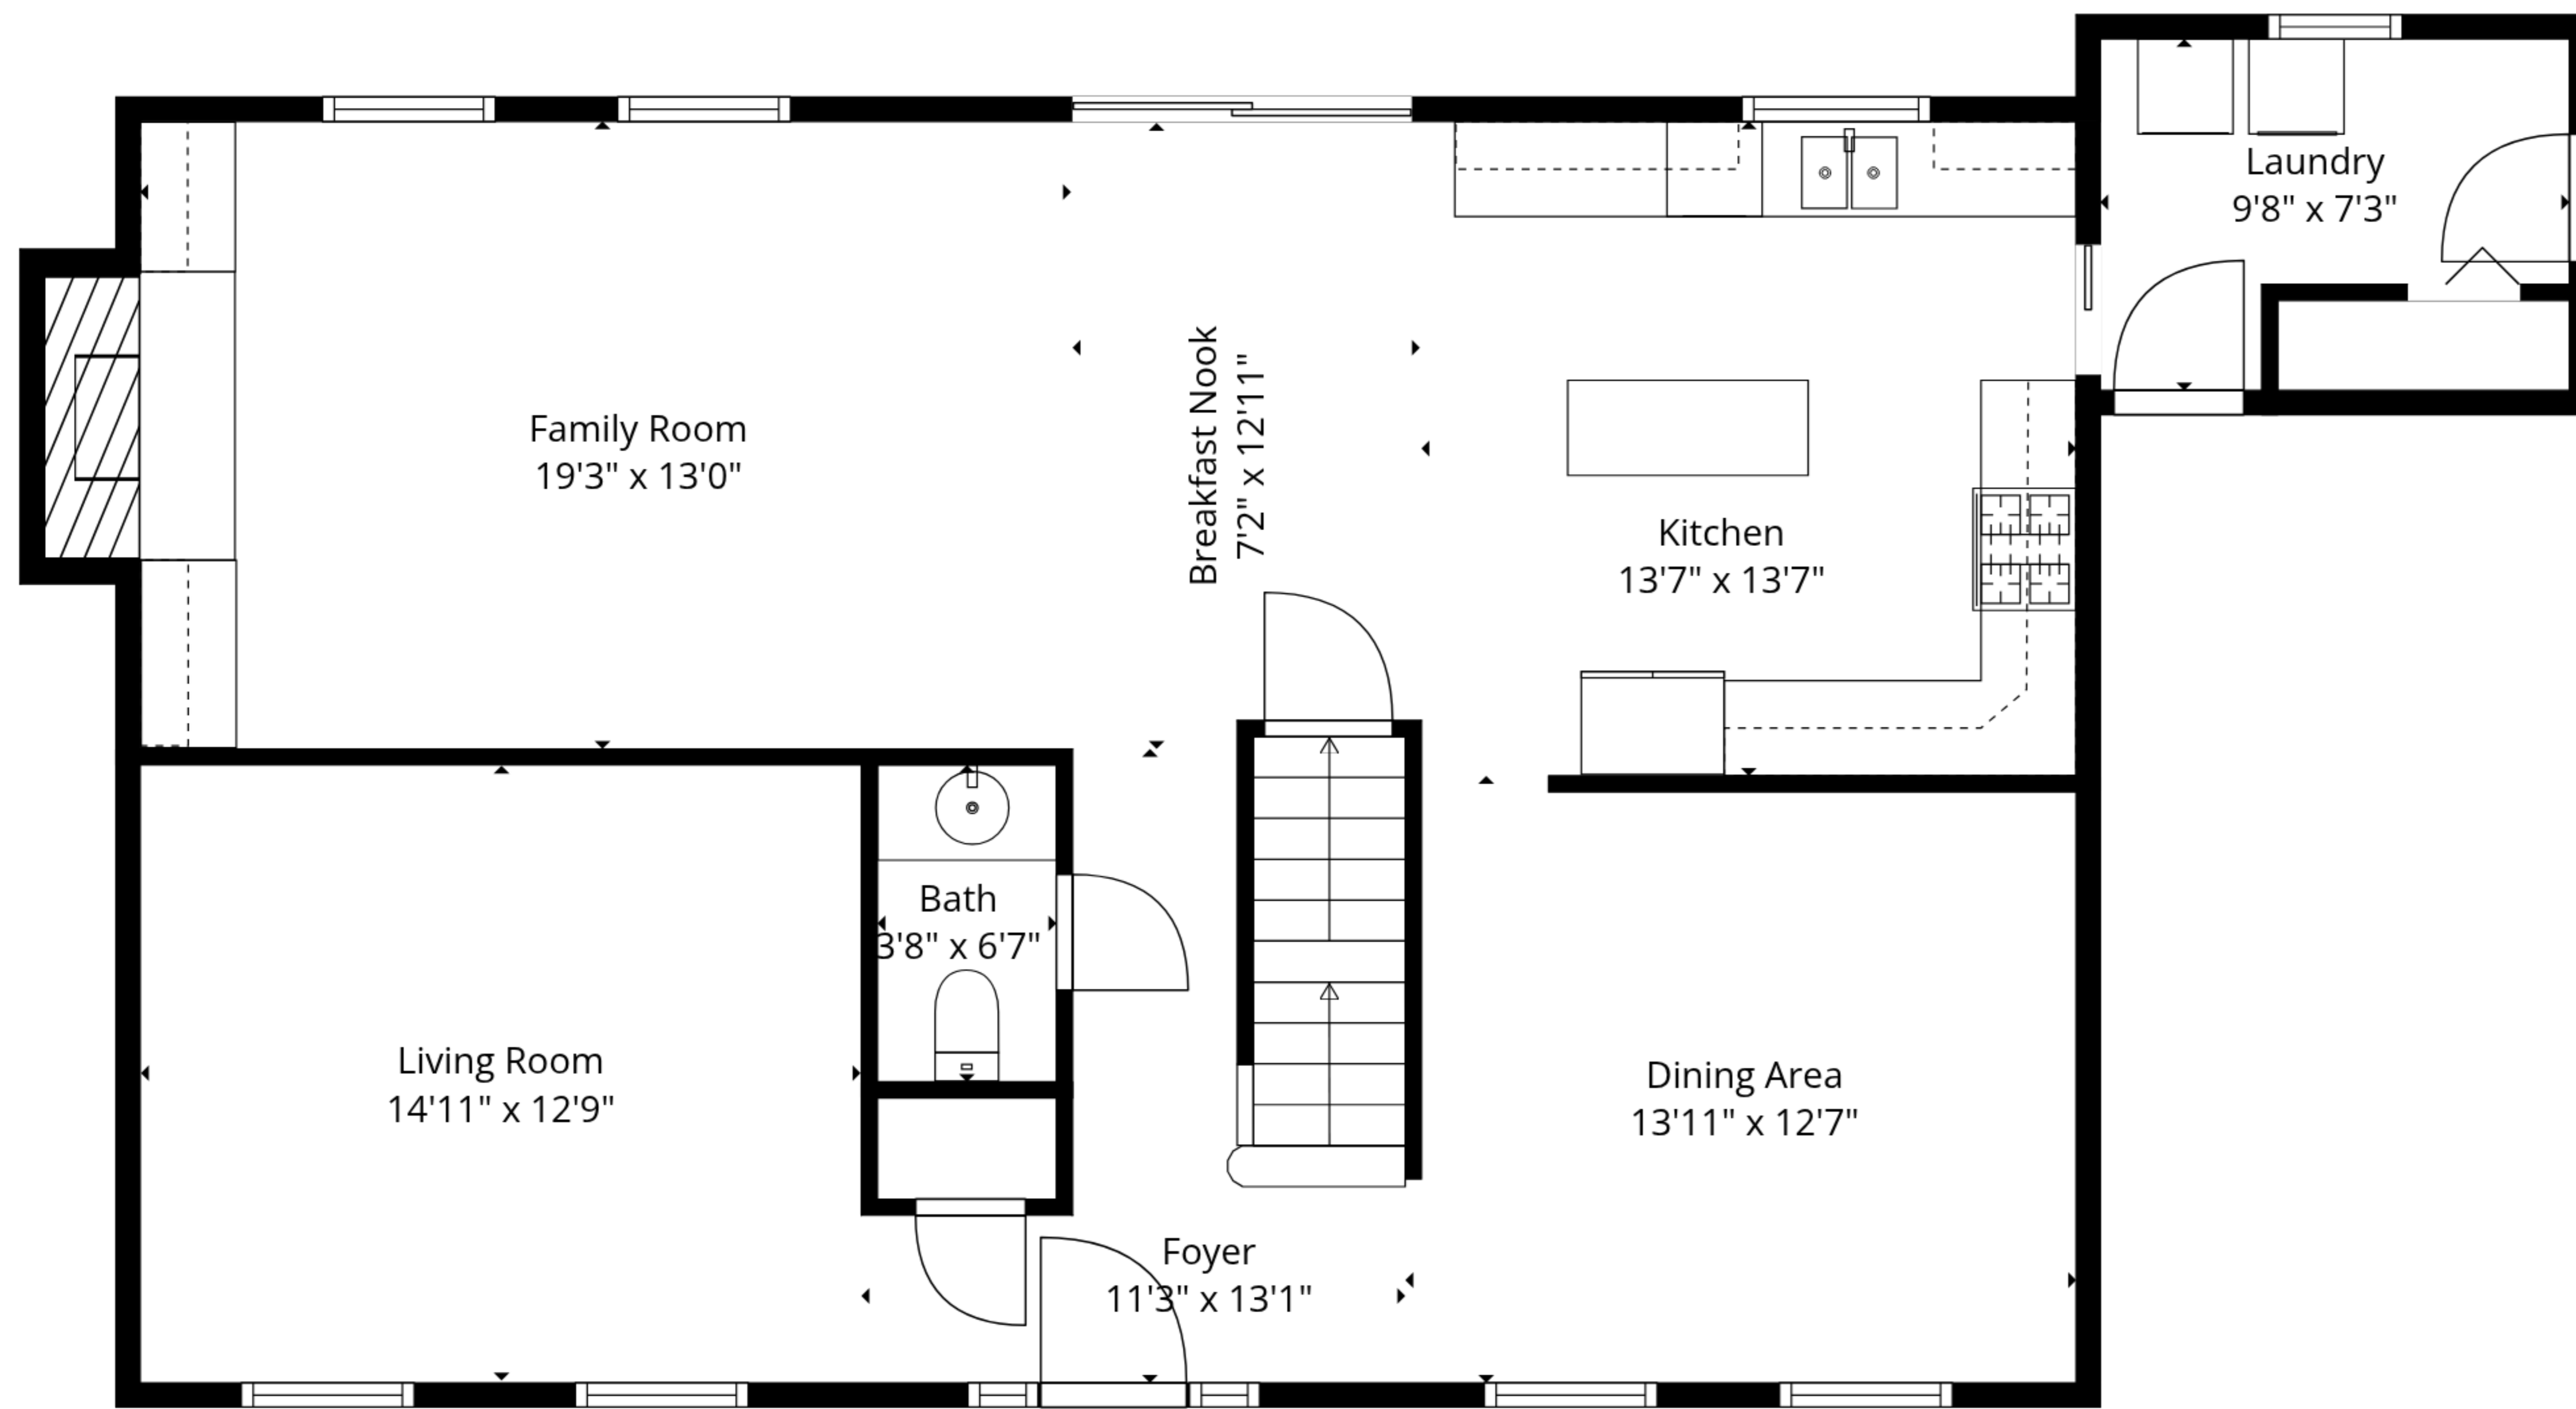 Laundry
9'8" x 7'3"
Family Room
19'3" x 13'0"
Breakfast Nook
7'2" x 12'11"
Kitchen
13'7" x 13'7"
Bath
3'8" x 6'7"
Living Room
14'11" x 12'9"
Dining Area
13'11" x 12'7"
Foyer
11'3" x 13'1"